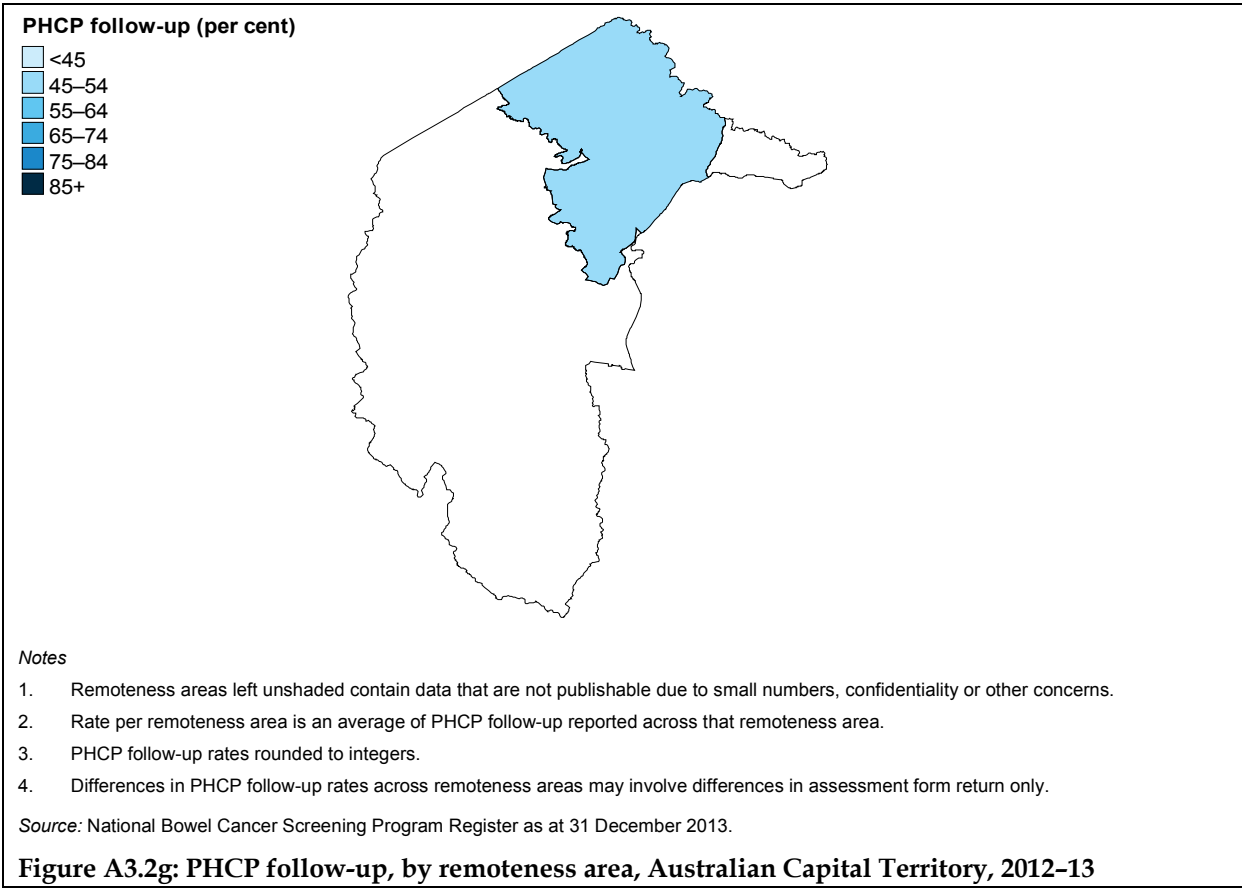 PHCP follow-up (per cent)
<45
45–54
55–64
65–74
75–84
85+
Notes
1. Remoteness areas left unshaded contain data that are not publishable due to small numbers, confidentiality or other concerns.
2. Rate per remoteness area is an average of PHCP follow-up reported across that remoteness area.
3. PHCP follow-up rates rounded to integers.
4. Differences in PHCP follow-up rates across remoteness areas may involve differences in assessment form return only.
Source: National Bowel Cancer Screening Program Register as at 31 December 2013.
Figure A3.2g: PHCP follow-up, by remoteness area, Australian Capital Territory, 2012–13